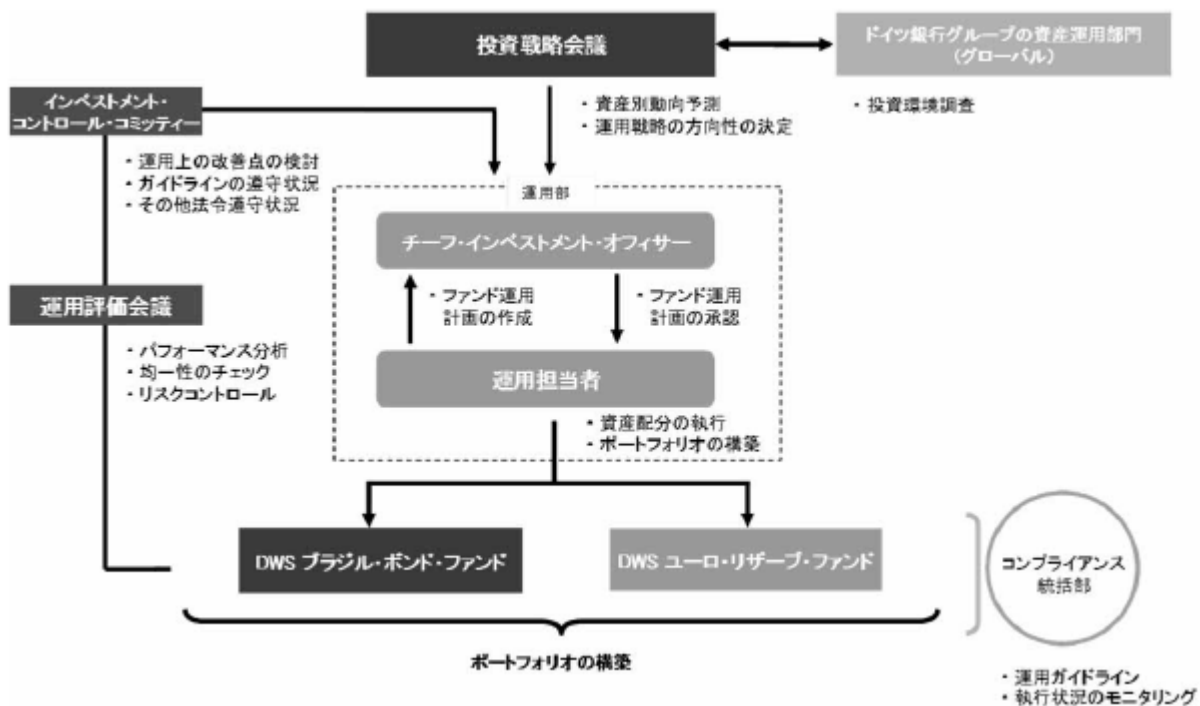 投資戦略会議
ドイツ銀行グループの資産運用部門
(グローバル)
・資産別動向予測
・運用戦略の方向性の決定
・投資環境調査
インベストメント・
コントロール・コミッティー
・運用上の改善点の検討
・ガイドラインの遵守状況
・その他法令遵守状況
運用部
チーフ・インベストメント・オフィサー
・ファンド運用
計画の作成
・ファンド運用
計画の承認
運用評価会議
・パフォーマンス分析
・均一性のチェック
・リスクコントロール
運用担当者
・資産配分の執行
・ポートフォリオの構築
DWS ブラジル・ボンド・ファンド
DWS ユーロ・リザーブ・ファンド
コンプライアンス
統括部
ポートフォリオの構築
・運用ガイドライン
・執行状況のモニタリング